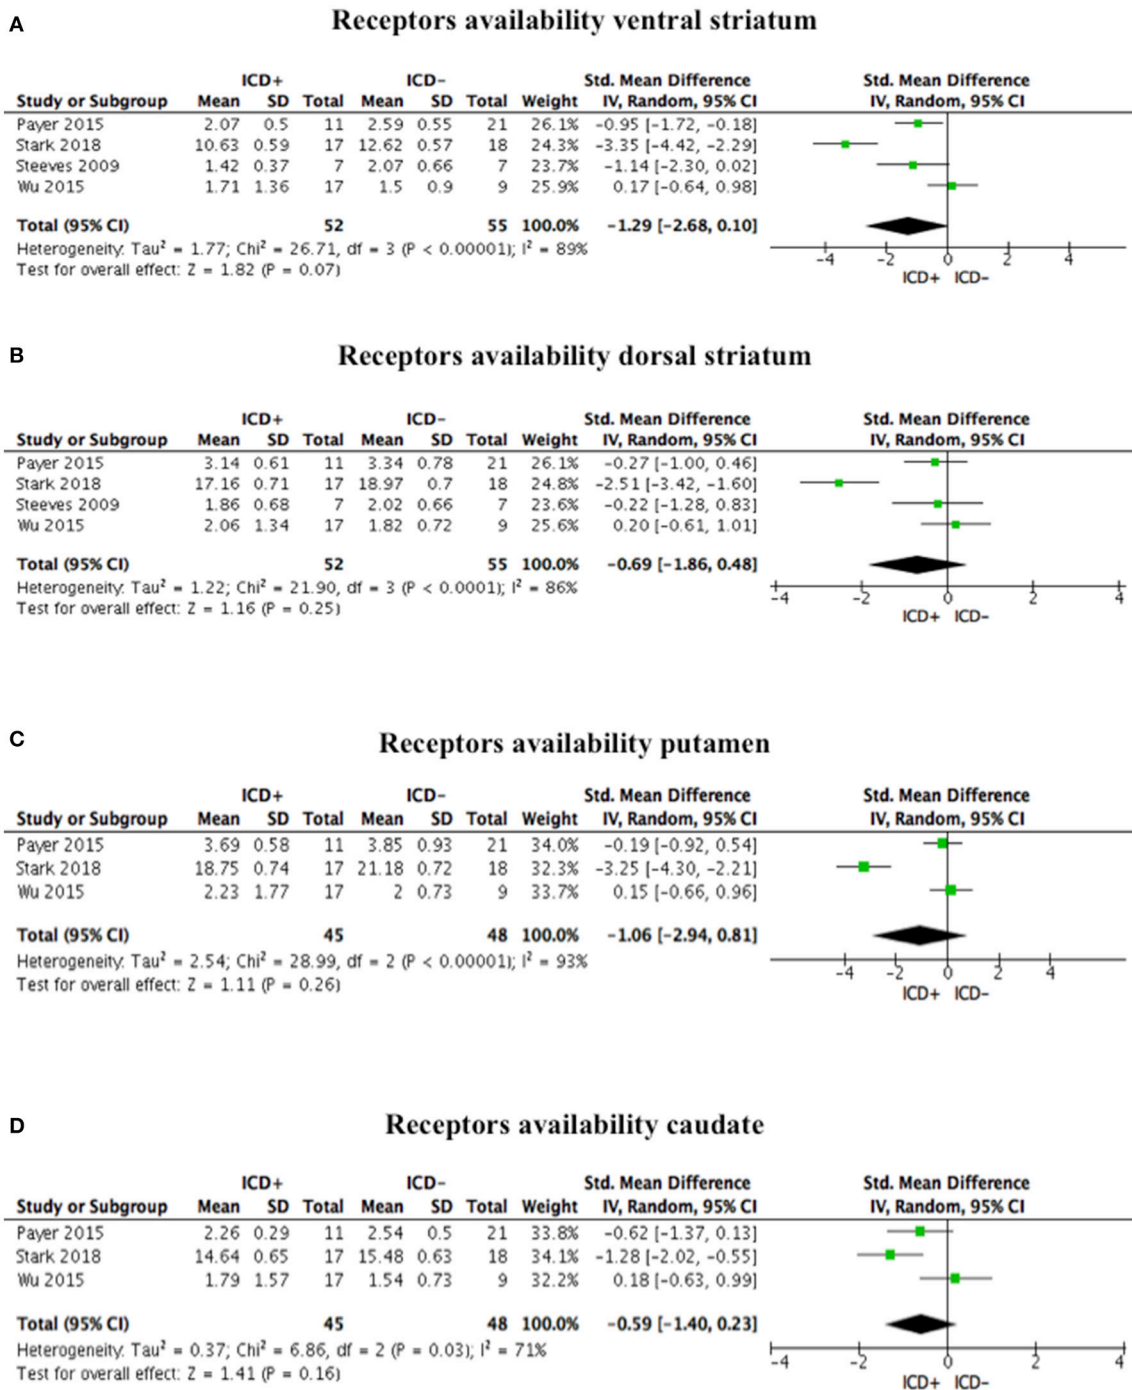 A
Receptors availability ventral striatum
ICD+ ICD− Std. Mean Difference Std. Mean Difference
Study or Subgroup Mean SD Total Mean SD Total Weight IV, Random, 95% CI IV, Random, 95% CI
Payer 2015 2.07 0.5 11 2.59 0.55 21 26.1% −0.95 [−1.72, −0.18]
Stark 2018 10.63 0.59 17 12.62 0.57 18 24.3% −3.35 [−4.42, −2.29]
Steeves 2009 1.42 0.37 7 2.07 0.66 7 23.7% −1.14 [−2.30, 0.02]
Wu 2015 1.71 1.36 17 1.5 0.9 9 25.9% 0.17 [−0.64, 0.98]
Total (95% CI) 52 55 100.0% −1.29 [−2.68, 0.10]
Heterogeneity: Tau² = 1.77; Chi² = 26.71, df = 3 (P < 0.00001); I² = 89%
Test for overall effect: Z = 1.82 (P = 0.07)
−4 −2 0 2 4
ICD+ ICD−
B
Receptors availability dorsal striatum
ICD+ ICD− Std. Mean Difference Std. Mean Difference
Study or Subgroup Mean SD Total Mean SD Total Weight IV, Random, 95% CI IV, Random, 95% CI
Payer 2015 3.14 0.61 11 3.34 0.78 21 26.1% −0.27 [−1.00, 0.46]
Stark 2018 17.16 0.71 17 18.97 0.7 18 24.8% −2.51 [−3.42, −1.60]
Steeves 2009 1.86 0.68 7 2.02 0.66 7 23.6% −0.22 [−1.28, 0.83]
Wu 2015 2.06 1.34 17 1.82 0.72 9 25.6% 0.20 [−0.61, 1.01]
Total (95% CI) 52 55 100.0% −0.69 [−1.86, 0.48]
Heterogeneity: Tau² = 1.22; Chi² = 21.90, df = 3 (P < 0.0001); I² = 86%
Test for overall effect: Z = 1.16 (P = 0.25)
−4 −2 0 2 4
ICD+ ICD−
C
Receptors availability putamen
ICD+ ICD− Std. Mean Difference Std. Mean Difference
Study or Subgroup Mean SD Total Mean SD Total Weight IV, Random, 95% CI IV, Random, 95% CI
Payer 2015 3.69 0.58 11 3.85 0.93 21 34.0% −0.19 [−0.92, 0.54]
Stark 2018 18.75 0.74 17 21.18 0.72 18 32.3% −3.25 [−4.30, −2.21]
Wu 2015 2.23 1.77 17 2 0.73 9 33.7% 0.15 [−0.66, 0.96]
Total (95% CI) 45 48 100.0% −1.06 [−2.94, 0.81]
Heterogeneity: Tau² = 2.54; Chi² = 28.99, df = 2 (P < 0.00001); I² = 93%
Test for overall effect: Z = 1.11 (P = 0.26)
−4 −2 0 2 4
ICD+ ICD−
D
Receptors availability caudate
ICD+ ICD− Std. Mean Difference Std. Mean Difference
Study or Subgroup Mean SD Total Mean SD Total Weight IV, Random, 95% CI IV, Random, 95% CI
Payer 2015 2.26 0.29 11 2.54 0.5 21 33.8% −0.62 [−1.37, 0.13]
Stark 2018 14.64 0.65 17 15.48 0.63 18 34.1% −1.28 [−2.02, −0.55]
Wu 2015 1.79 1.57 17 1.54 0.73 9 32.2% 0.18 [−0.63, 0.99]
Total (95% CI) 45 48 100.0% −0.59 [−1.40, 0.23]
Heterogeneity: Tau² = 0.37; Chi² = 6.86, df = 2 (P = 0.03); I² = 71%
Test for overall effect: Z = 1.41 (P = 0.16)
−4 −2 0 2 4
ICD+ ICD−